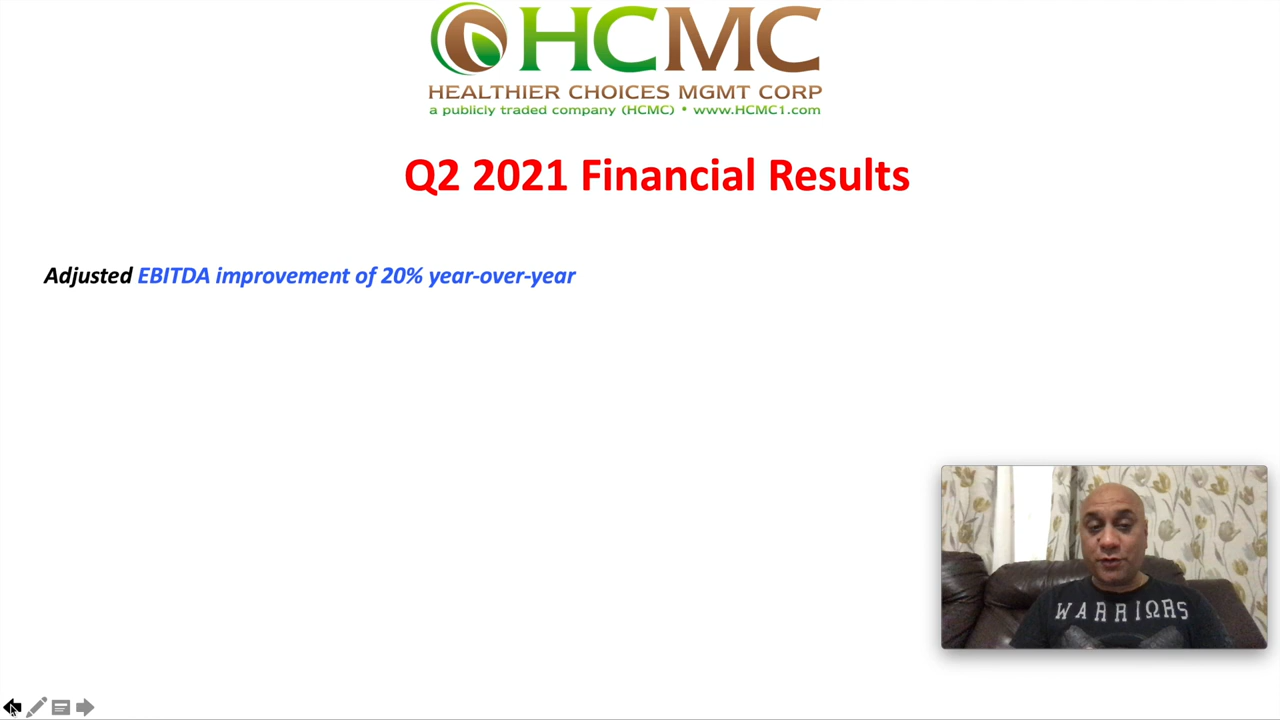 HCMC
HEALTHIER CHOICES MGMT CORP
a publicly traded company (HCMC) • www.HCMC1.com
Q2 2021 Financial Results
Adjusted EBITDA improvement of 20% year-over-year
WARRIΩRS